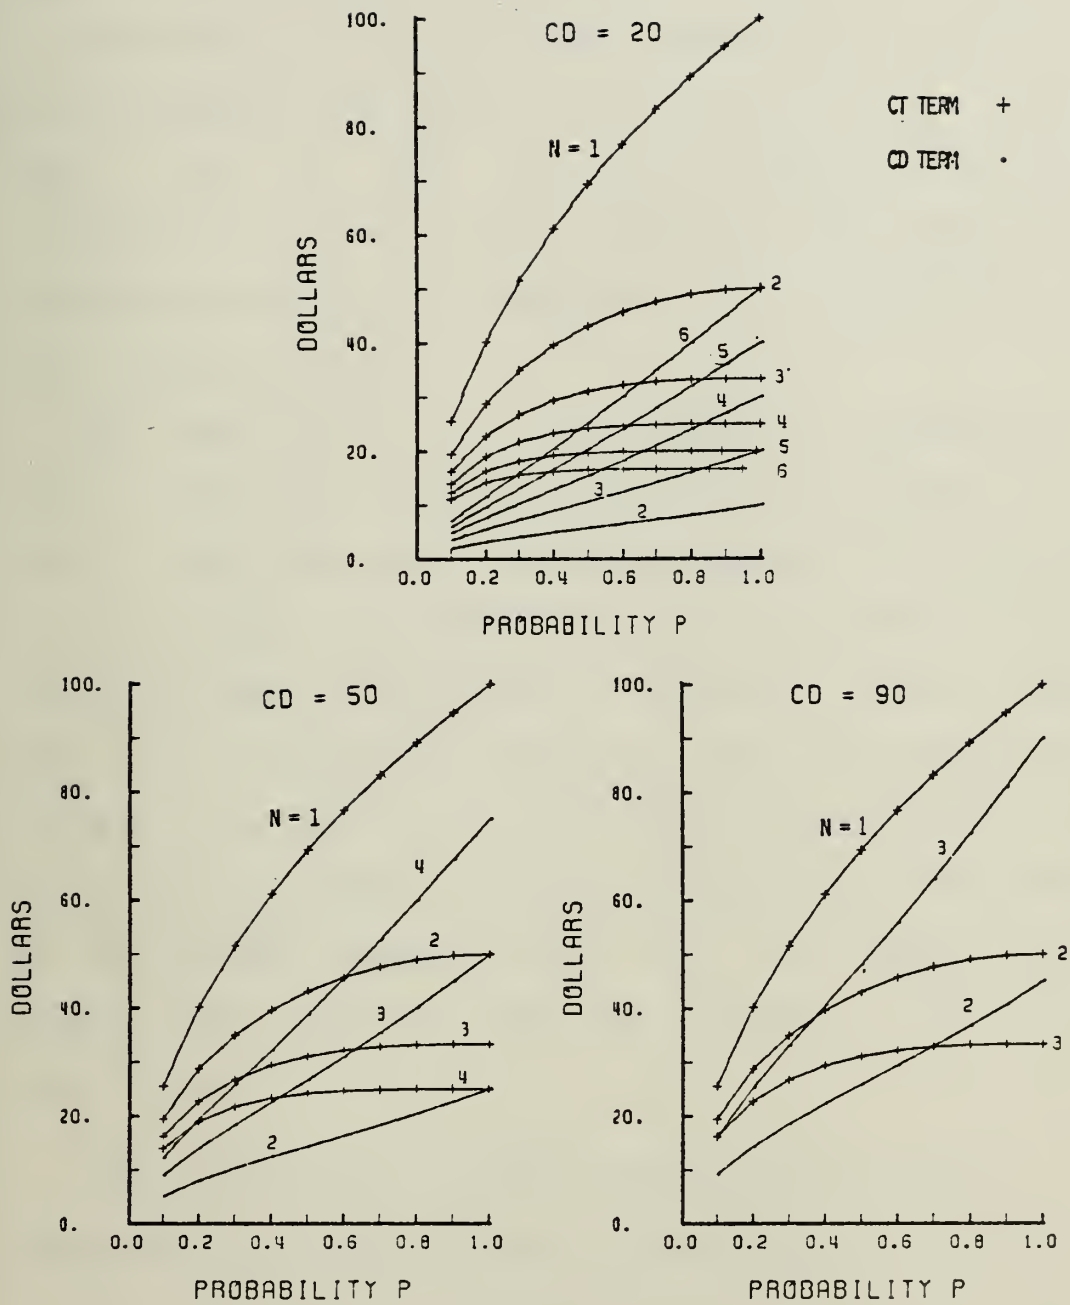 CD = 20
CT TERM +
CD TERM .
N = 1
DOLLARS
100.
80.
60.
40.
20.
0.
2
6
5
3
4
4
5
3
6
2
0.0 0.2 0.4 0.6 0.8 1.0
PROBABILITY P
CD = 50
N = 1
DOLLARS
100.
80.
60.
40.
20.
0.
4
2
3
3
4
2
0.0 0.2 0.4 0.6 0.8 1.0
PROBABILITY P
CD = 90
N = 1
DOLLARS
100.
80.
60.
40.
20.
0.
3
2
2
3
0.0 0.2 0.4 0.6 0.8 1.0
PROBABILITY P